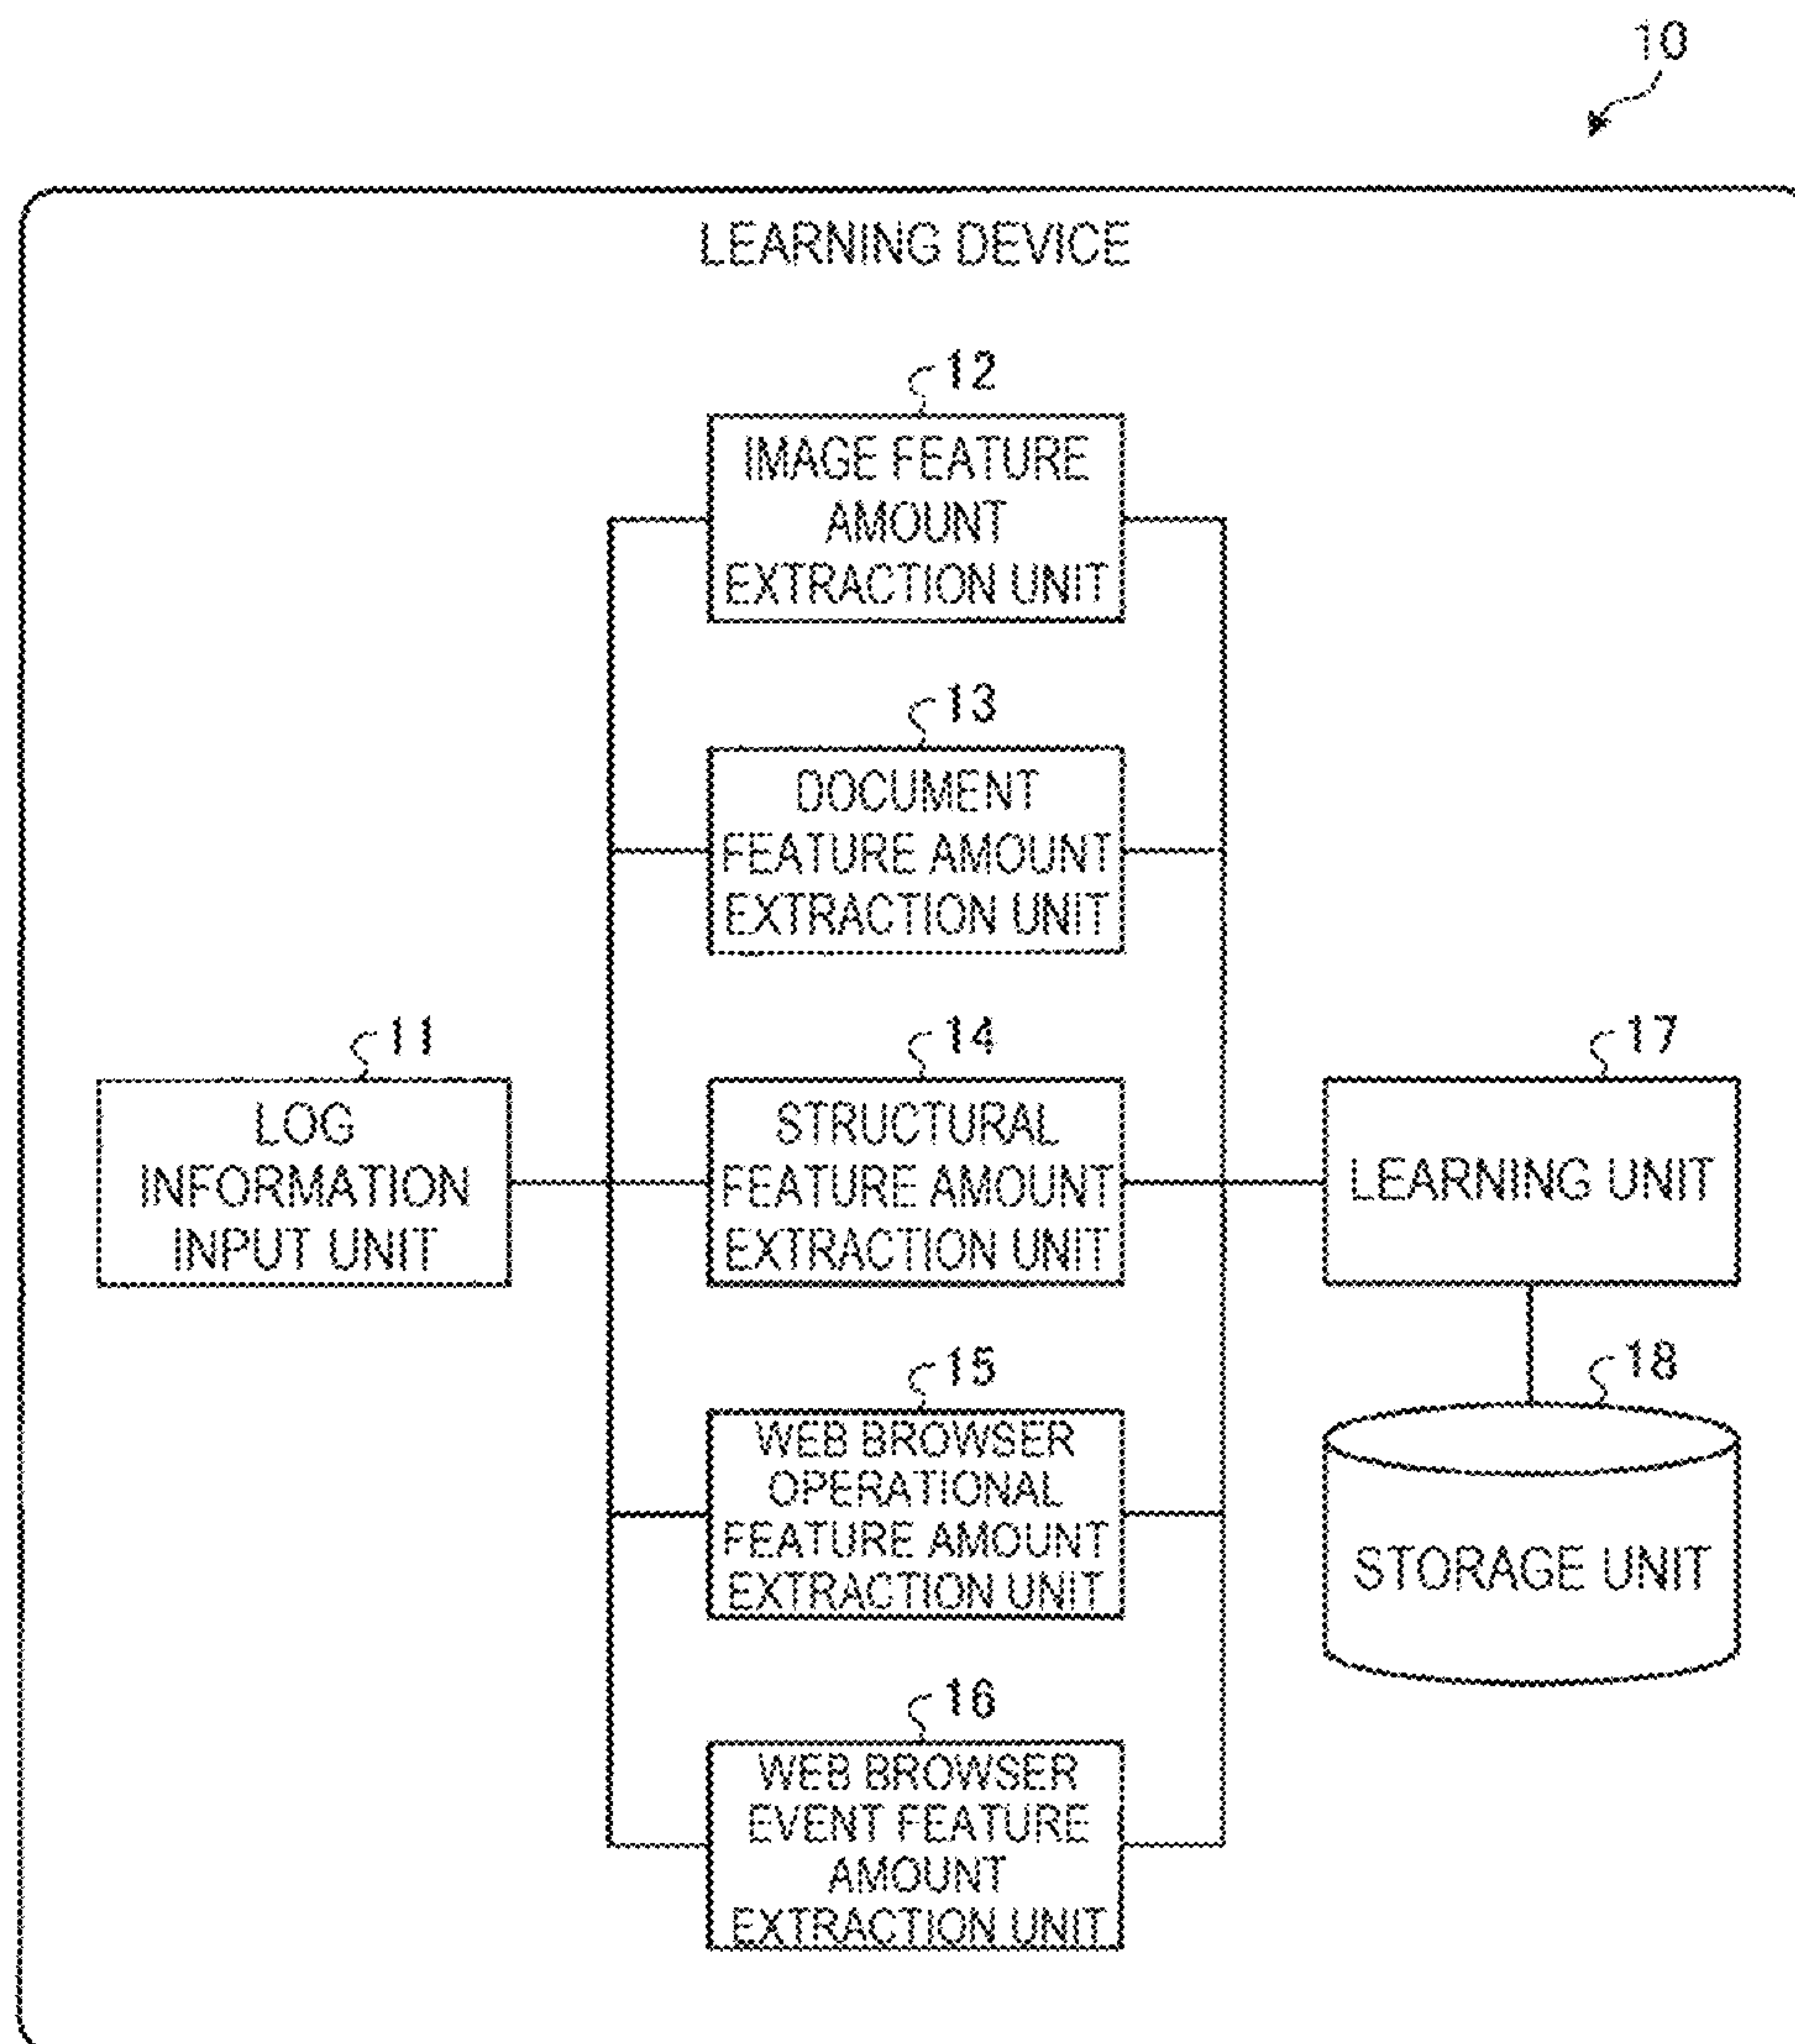 10
LEARNING DEVICE
12
IMAGE FEATURE
AMOUNT
EXTRACTION UNIT
13
DOCUMENT
FEATURE AMOUNT
EXTRACTION UNIT
11
LOG
INFORMATION
INPUT UNIT
14
STRUCTURAL
FEATURE AMOUNT
EXTRACTION UNIT
17
LEARNING UNIT
15
WEB BROWSER
OPERATIONAL
FEATURE AMOUNT
EXTRACTION UNIT
18
STORAGE UNIT
16
WEB BROWSER
EVENT FEATURE
AMOUNT
EXTRACTION UNIT